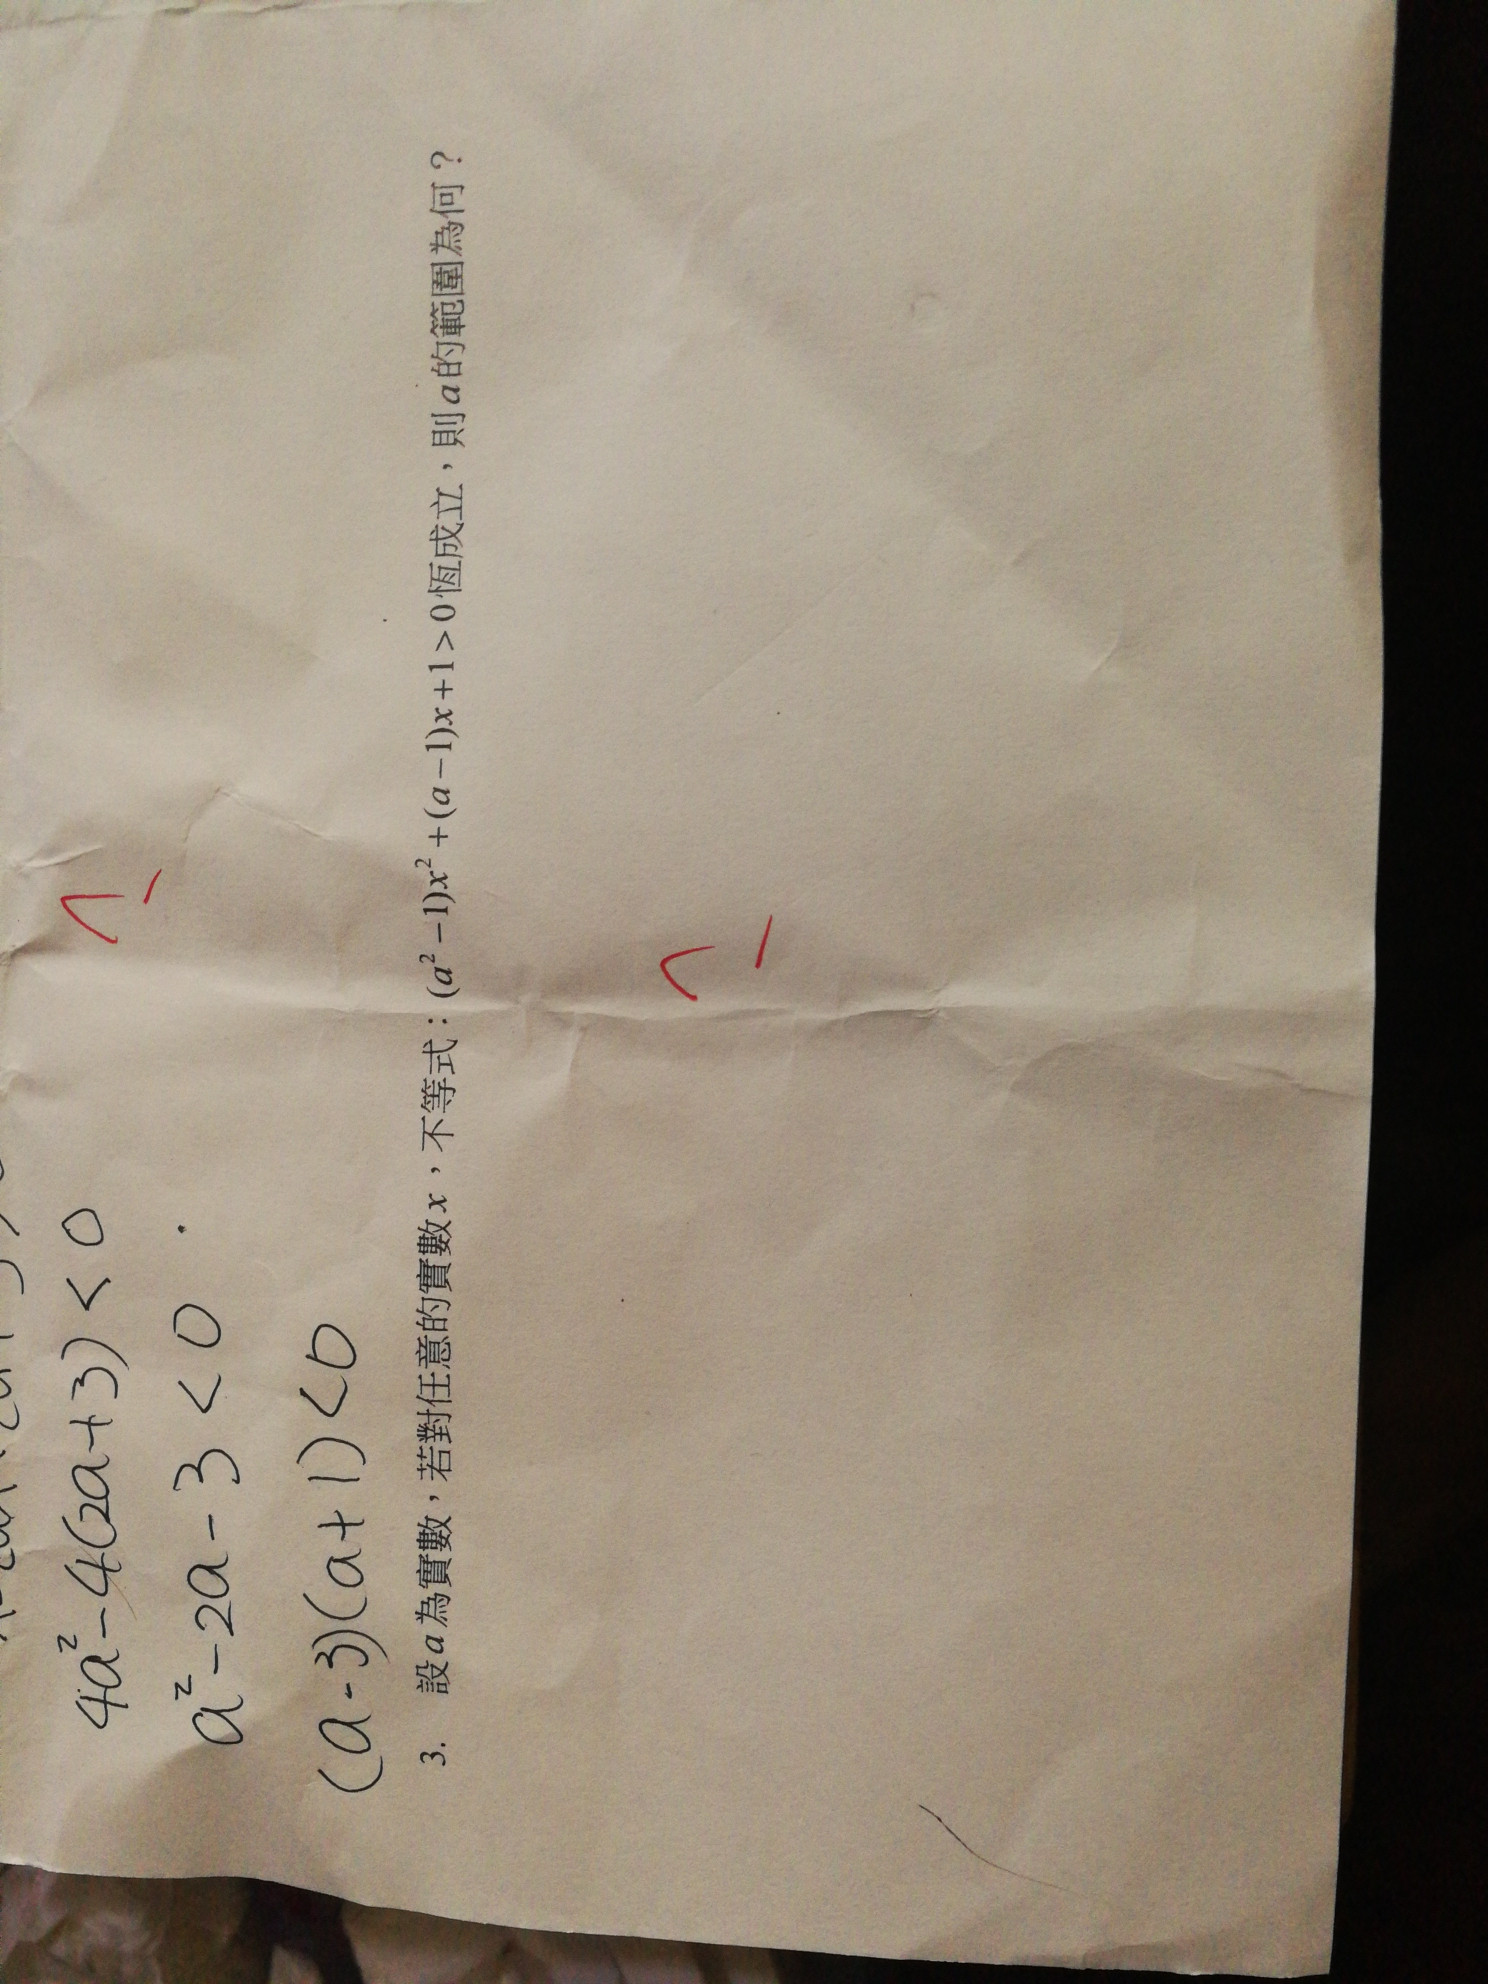 4a²-4(2a+3)<0
a²-2a-3<0
(a-3)(a+1)<0
3. 設a為實數，若對任意的實數x，不等式：(a²-1)x²+(a-1)x+1>0恆成立，則a的範圍為何？